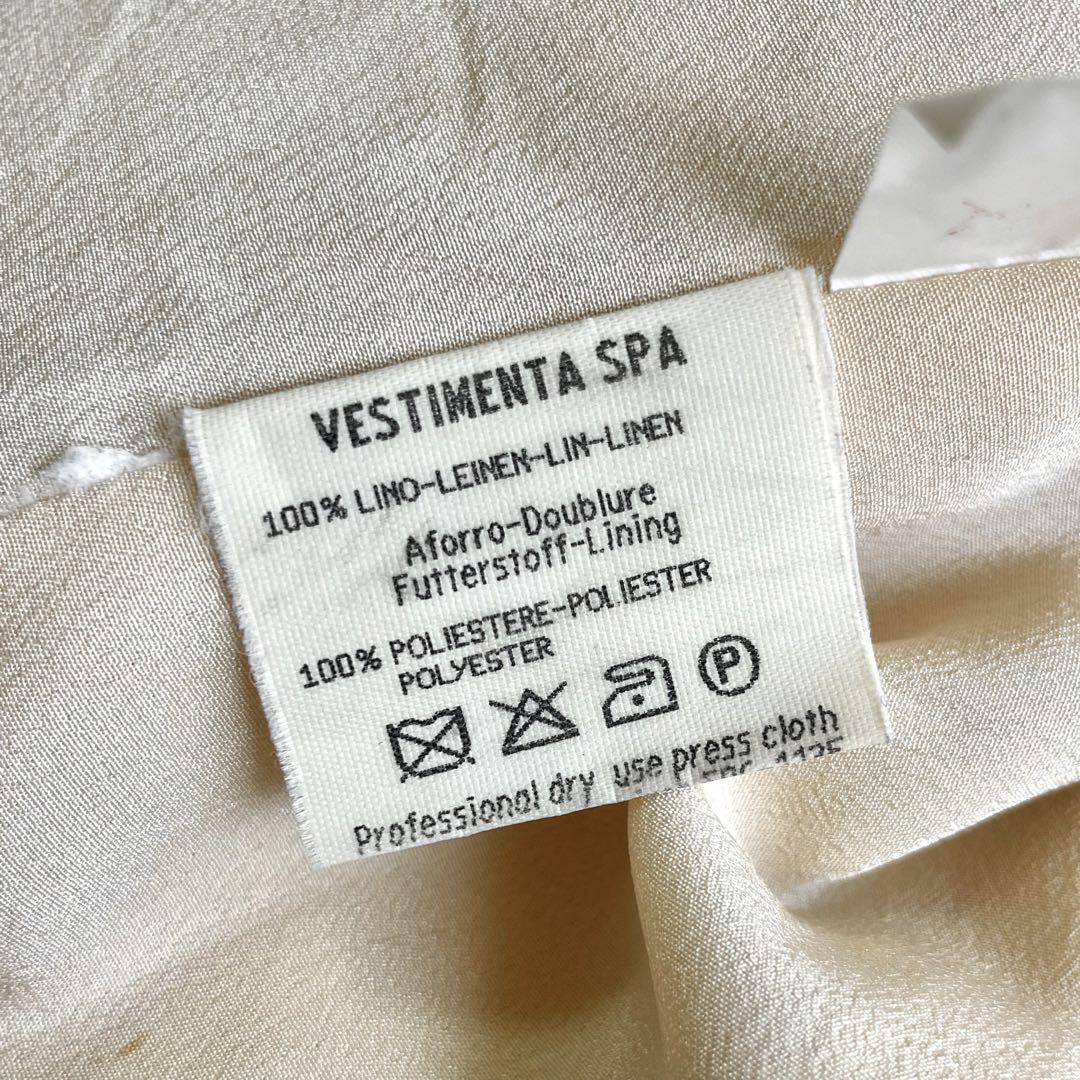 VESTIMENTA SPA
100% LINO-LEINEN-LIN-LINEN
Aforro-Doublure
Futterstoff-Lining
100% POLIESTERE-POLIESTER
POLYESTER
P
Professional dry use press cloth